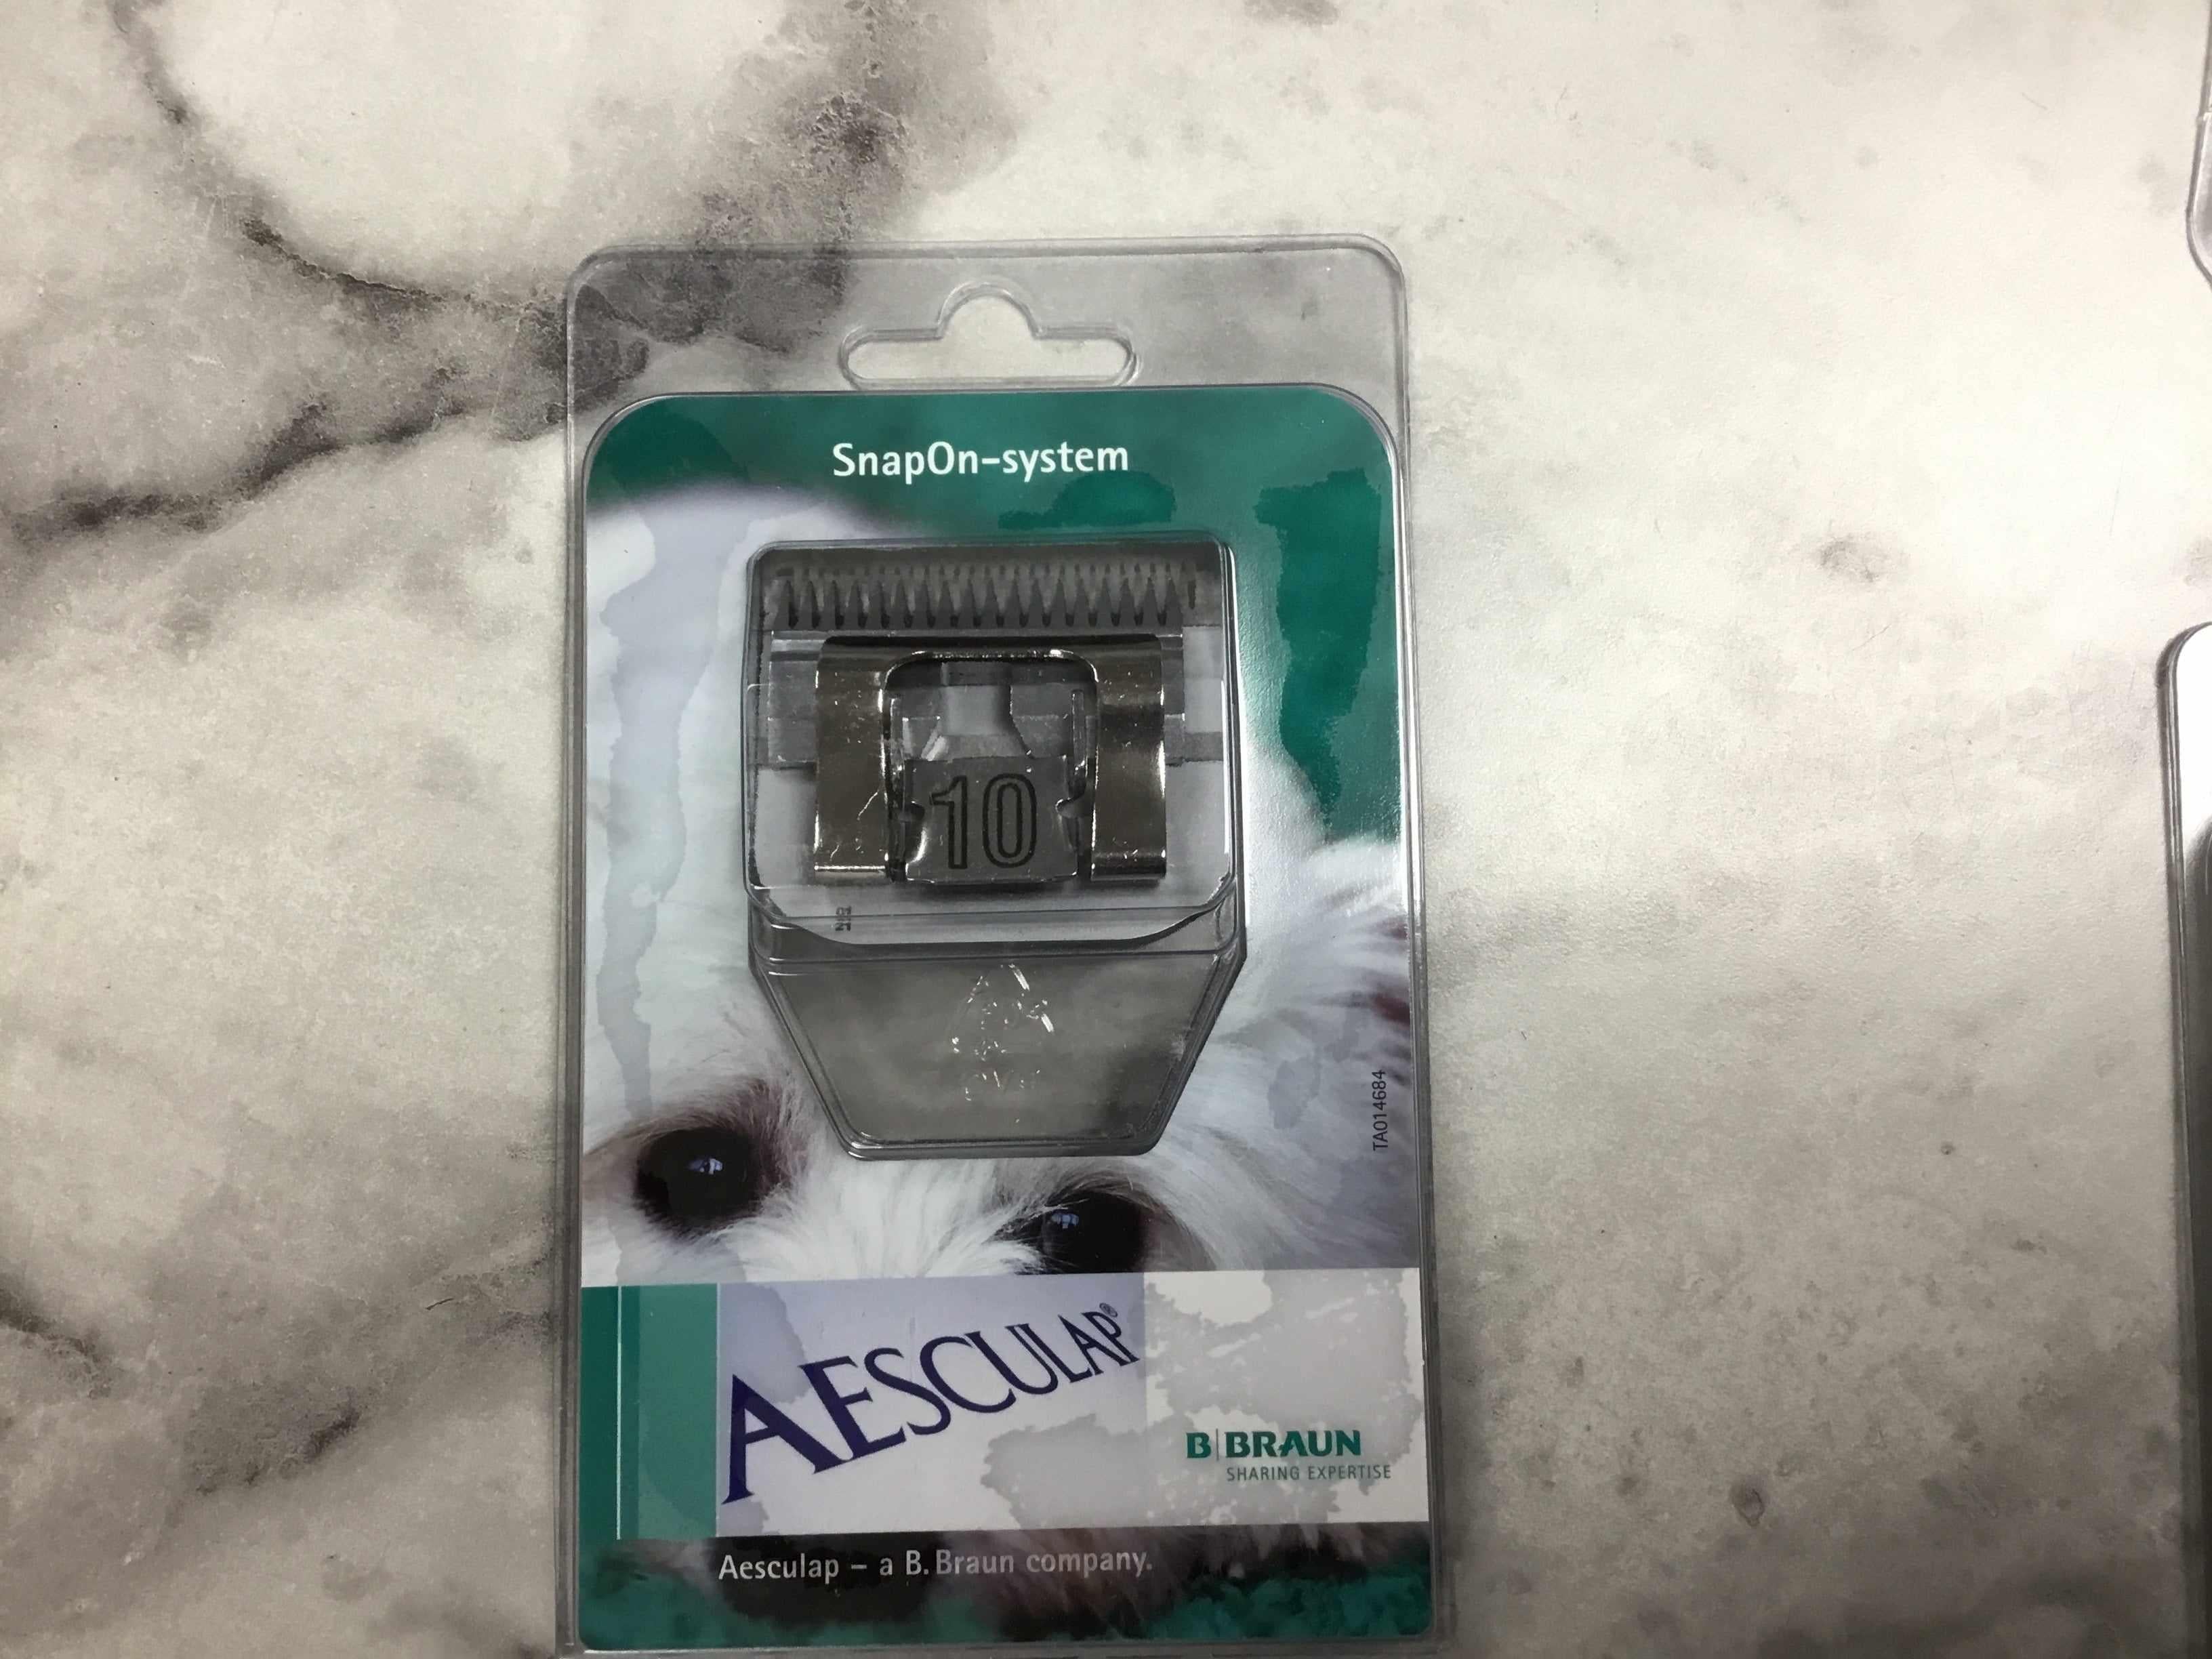 SnapOn-system
10
TA014684
AESCULAP®
B|BRAUN
SHARING EXPERTISE
Aesculap – a B. Braun company.